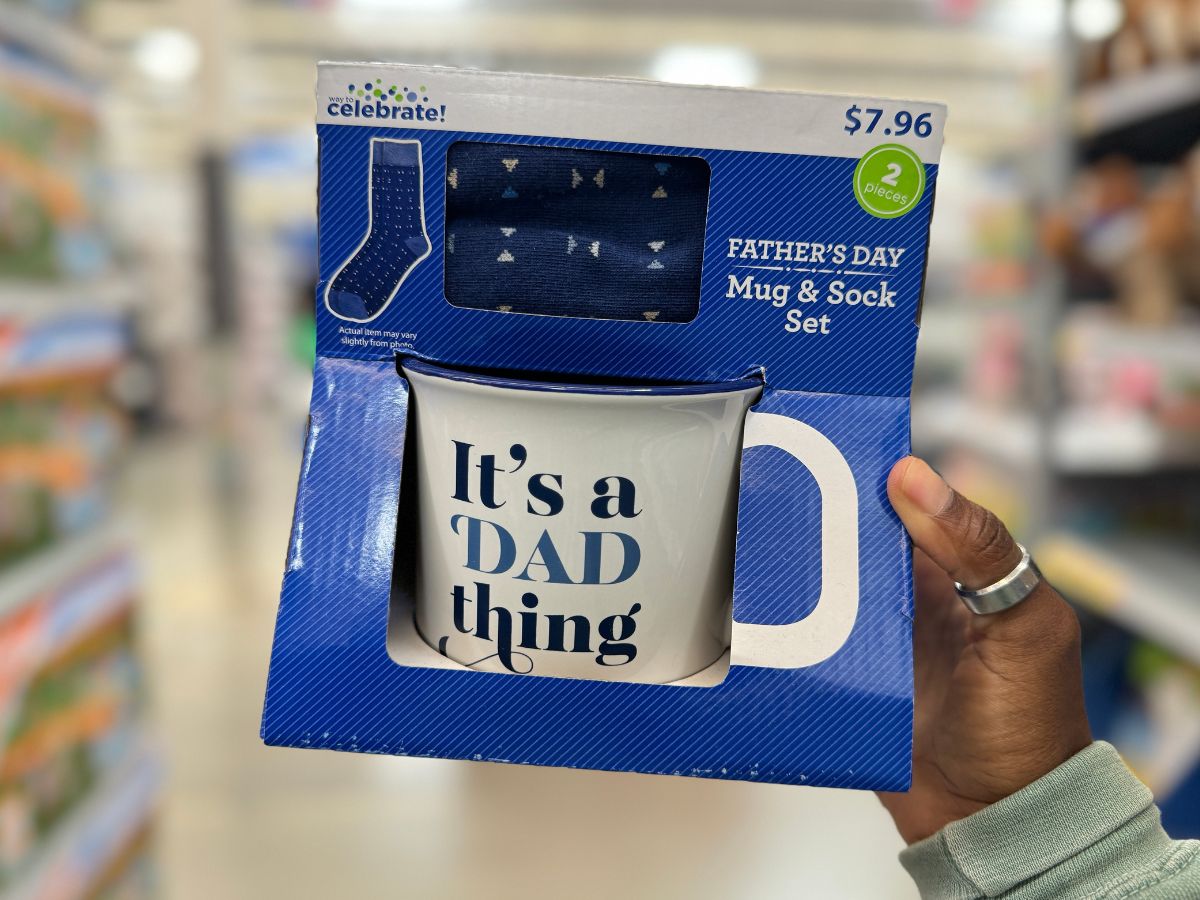 way to
celebrate!
$7.96
2
pieces
FATHER'S DAY
Mug & Sock
Set
Actual item may vary
slightly from photo.
It's a
DAD
thing